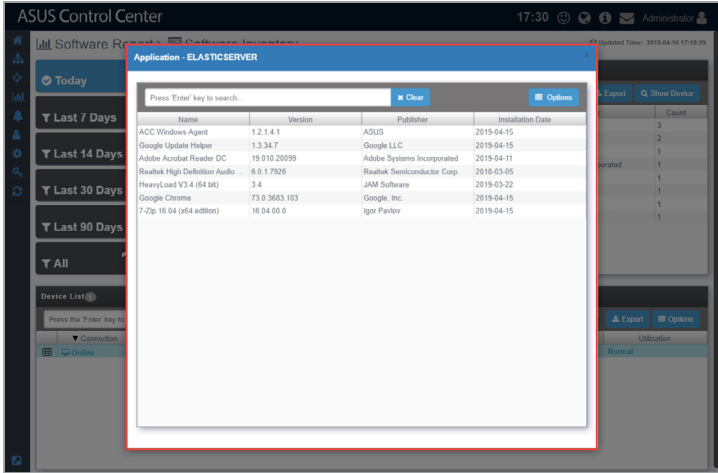 ASUS Control Center
17:30
Administrator
Software Report > Software Inventory
Updated Time: 2019-04-16 17:18:29
Application - ELASTICSERVER
×
Today
Press 'Enter' key to search...
Clear
Options
Export
Show Device
Name Version Publisher Installation Date
Count
ACC Windows Agent 1.2.1.4.1 ASUS 2019-04-15
3
Google Update Helper 1.3.34.7 Google LLC 2019-04-15
2
Adobe Acrobat Reader DC 19.010.20099 Adobe Systems Incorporated 2019-04-11
1
Realtek High Definition Audio ... 6.0.1.7926 Realtek Semiconductor Corp. 2018-03-05
1
HeavyLoad V3.4 (64 bit) 3.4 JAM Software 2019-03-22
1
Google Chrome 73.0.3683.103 Google, Inc. 2019-04-15
1
7-Zip 16.04 (x64 edition) 16.04.00.0 Igor Pavlov 2019-04-15
1
1
Last 7 Days
Last 14 Days
Last 30 Days
Last 90 Days
All
Device List 1
Press the 'Enter' key to
Export
Options
Connection
Utilization
Online
Normal